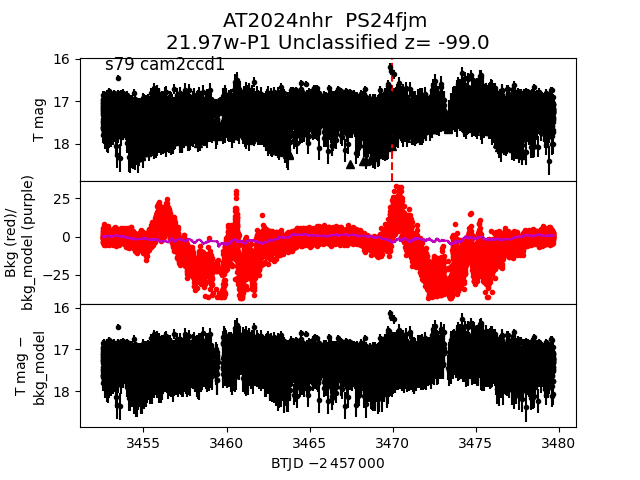 AT2024nhr  PS24fjm
21.97w-P1 Unclassified z= -99.0
s79 cam2ccd1
T mag
16
17
18
Bkg (red)/
bkg_model (purple)
25
0
−25
T mag −
bkg_model
16
17
18
3455
3460
3465
3470
3475
3480
BTJD −2 457 000